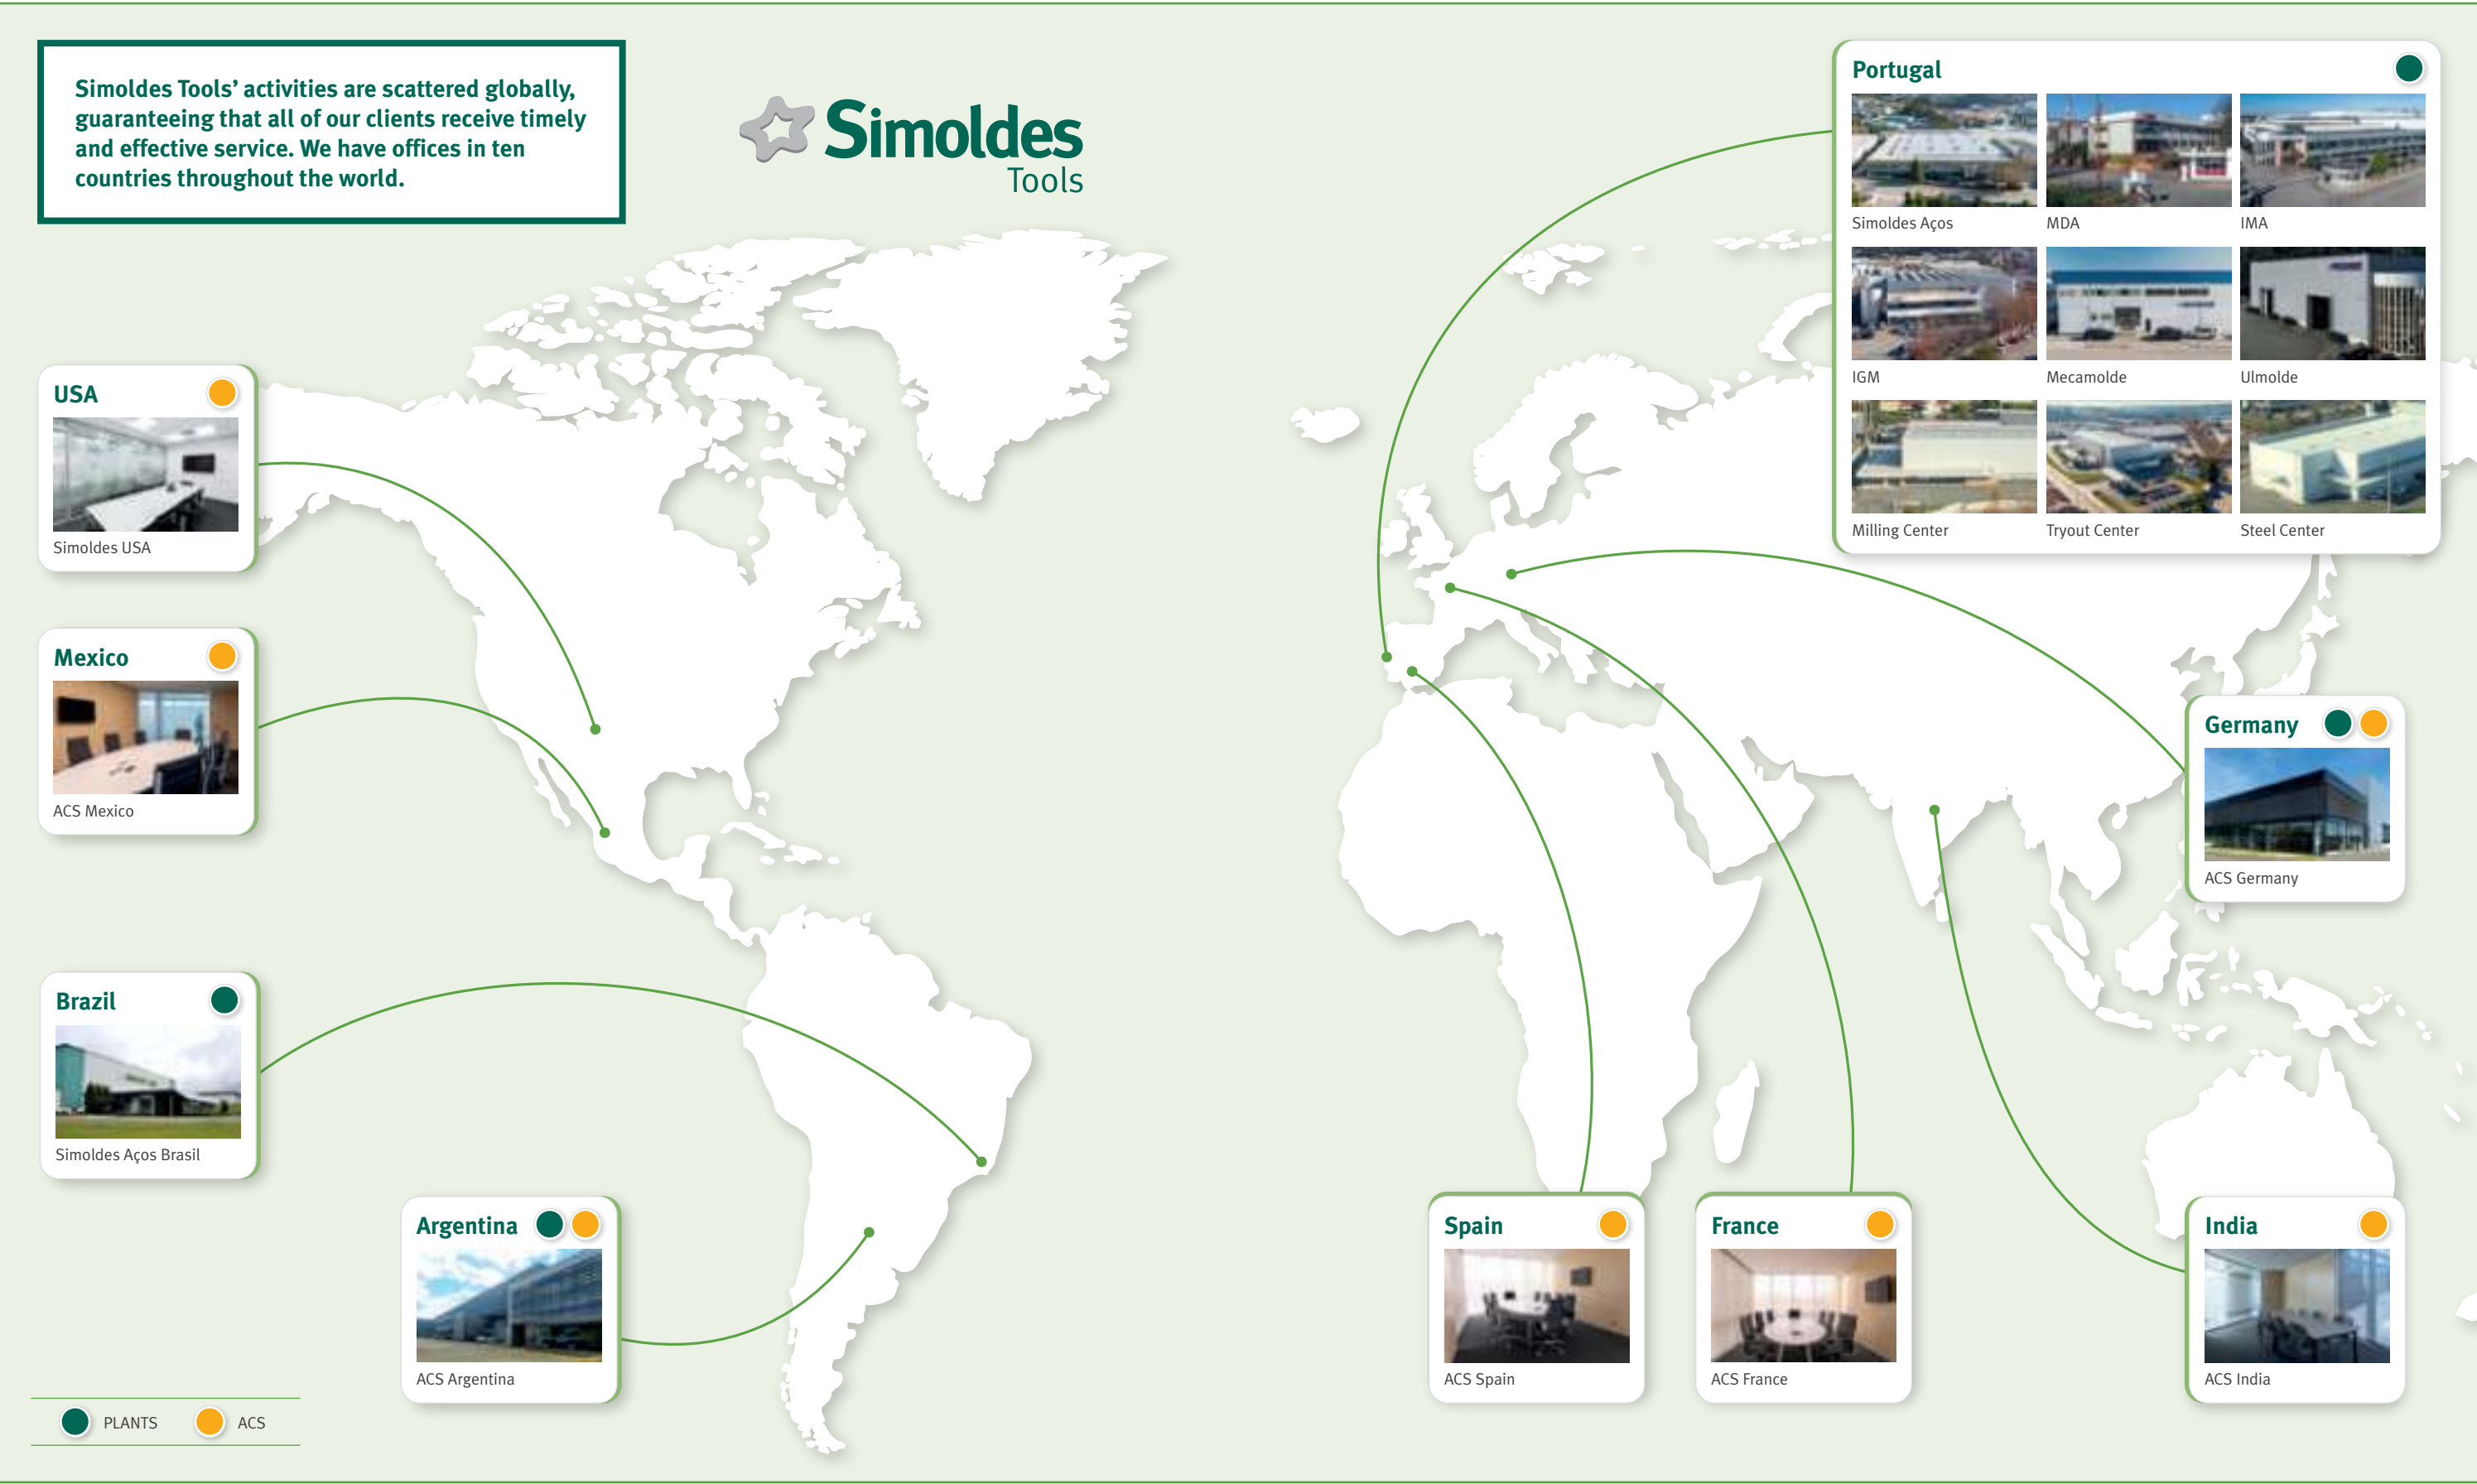 Simoldes Tools’ activities are scattered globally,
guaranteeing that all of our clients receive timely
and effective service. We have offices in ten
countries throughout the world.
Simoldes
Tools
Portugal
Simoldes Aços
MDA
IMA
IGM
Mecamolde
Ulmolde
Milling Center
Tryout Center
Steel Center
USA
Simoldes USA
Mexico
ACS Mexico
Germany
ACS Germany
Brazil
Simoldes Aços Brasil
Argentina
ACS Argentina
Spain
ACS Spain
France
ACS France
India
ACS India
PLANTS
ACS